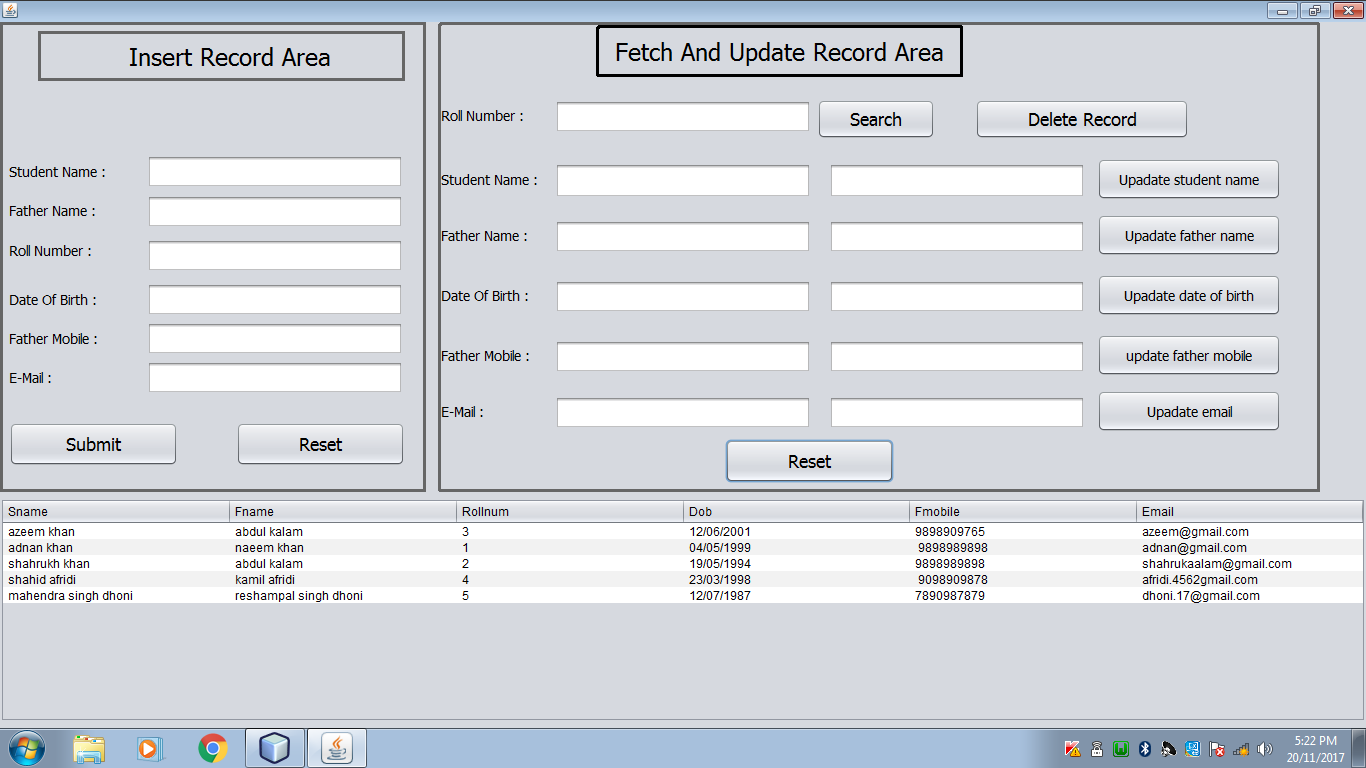 Insert Record Area
Student Name :
Father Name :
Roll Number :
Date Of Birth :
Father Mobile :
E-Mail :
Submit Reset
Fetch And Update Record Area
Roll Number : Search Delete Record
Student Name : Upadate student name
Father Name : Upadate father name
Date Of Birth : Upadate date of birth
Father Mobile : update father mobile
E-Mail : Upadate email
Reset
Sname Fname Rollnum Dob Fmobile Email
azeem khan abdul kalam 3 12/06/2001 9898909765 azeem@gmail.com
adnan khan naeem khan 1 04/05/1999 9898989898 adnan@gmail.com
shahrukh khan abdul kalam 2 19/05/1994 9898989898 shahrukaalam@gmail.com
shahid afridi kamil afridi 4 23/03/1998 9098909878 afridi.4562gmail.com
mahendra singh dhoni reshampal singh dhoni 5 12/07/1987 7890987879 dhoni.17@gmail.com
5:22 PM
20/11/2017